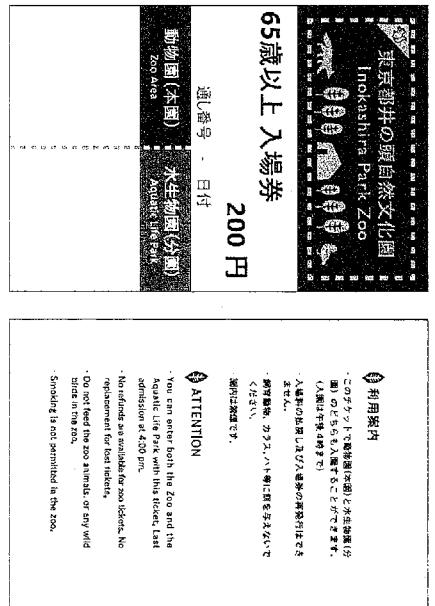 東京都井の頭自然文化園
Inokashira Park Zoo
65歳以上 入場券
200 円
通し番号 - 日付
動物園(本園)
Zoo Area
水生物園(分園)
Aquatic Life Park
利用案内
・このチケットで動物園(本園)と水生物園(分
園)のどちらも入園することができます。
(入園は午後4時まで)
・入場料の払戻し及び入場券の再発行はでき
ません。
・飼育動物、カラス、ハト等に餌を与えないで
ください。
・園内は禁煙です。
ATTENTION
・You can enter both the Zoo and the
Aquatic Life Park with this ticket. Last
admission at 4:00 pm.
・No refunds are available for zoo tickets. No
replacement for lost tickets.
・Do not feed the zoo animals, or any wild
birds in the zoo.
・Smoking is not permitted in the zoo.